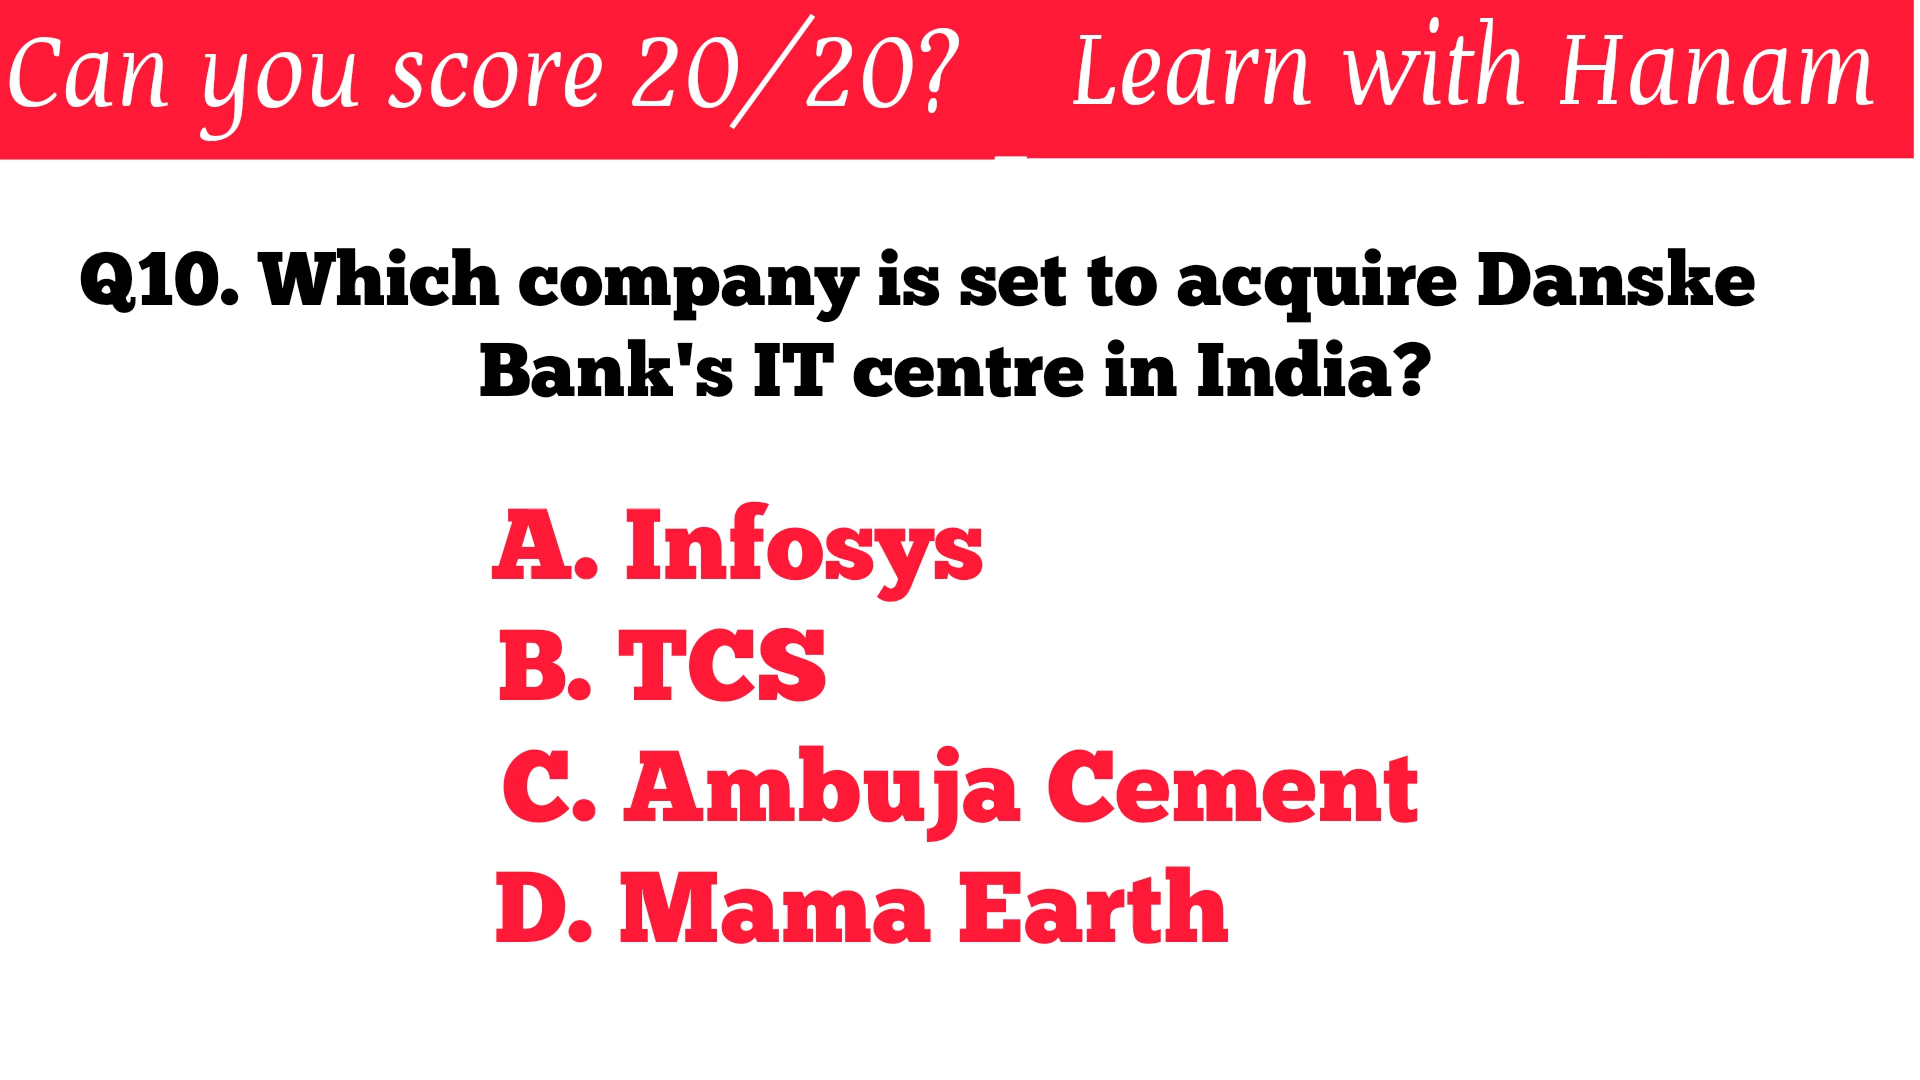 Can you score 20/20? Learn with Hanam
Q10. Which company is set to acquire Danske
Bank's IT centre in India?
A. Infosys
B. TCS
C. Ambuja Cement
D. Mama Earth